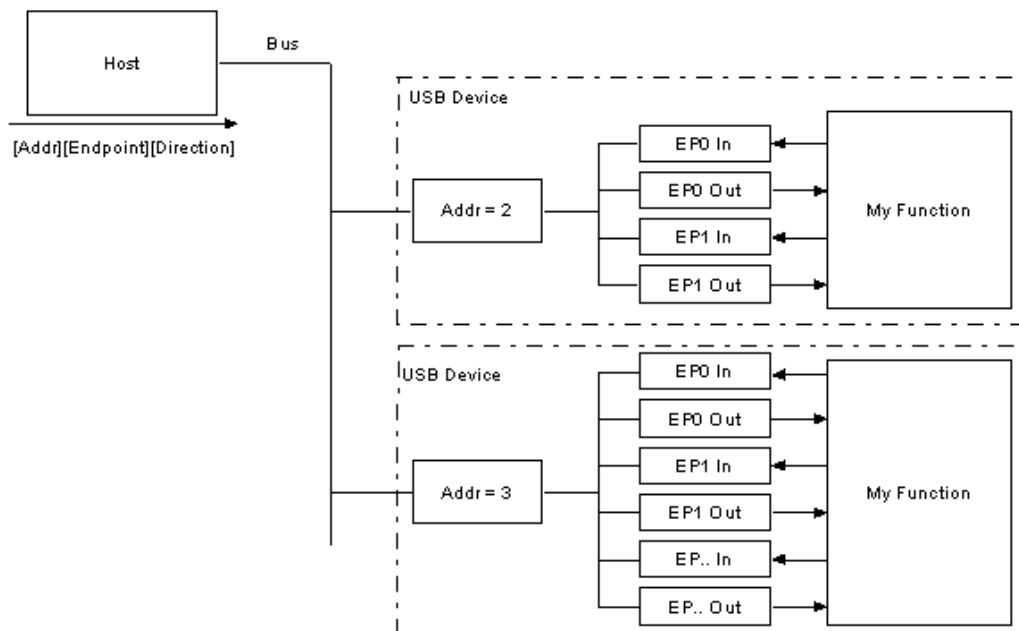 Host
Bus
[Addr][Endpoint][Direction]
USB Device
Addr = 2
EP0 In
EP0 Out
EP1 In
EP1 Out
My Function
USB Device
Addr = 3
EP0 In
EP0 Out
EP1 In
EP1 Out
EP.. In
EP.. Out
My Function